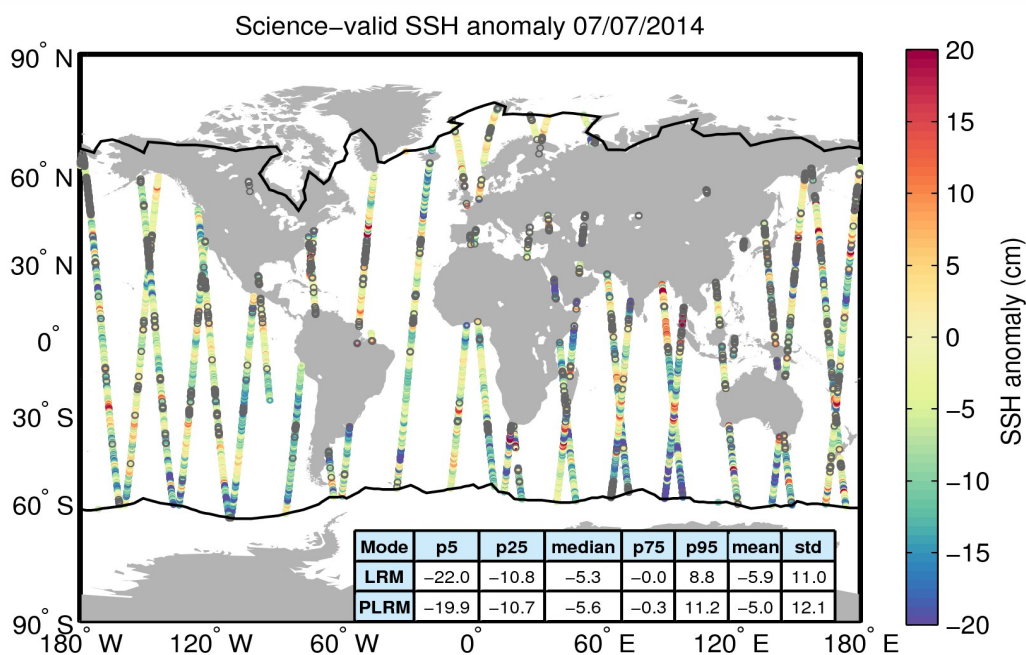 Science−valid SSH anomaly 07/07/2014
90° N
60° N
30° N
0°
30° S
60° S
90° S
180° W 120° W 60° W 0° 60° E 120° E 180° E
Mode p5 p25 median p75 p95 mean std
LRM −22.0 −10.8 −5.3 −0.0 8.8 −5.9 11.0
PLRM −19.9 −10.7 −5.6 −0.3 11.2 −5.0 12.1
20
15
10
5
0
−5
−10
−15
−20
SSH anomaly (cm)